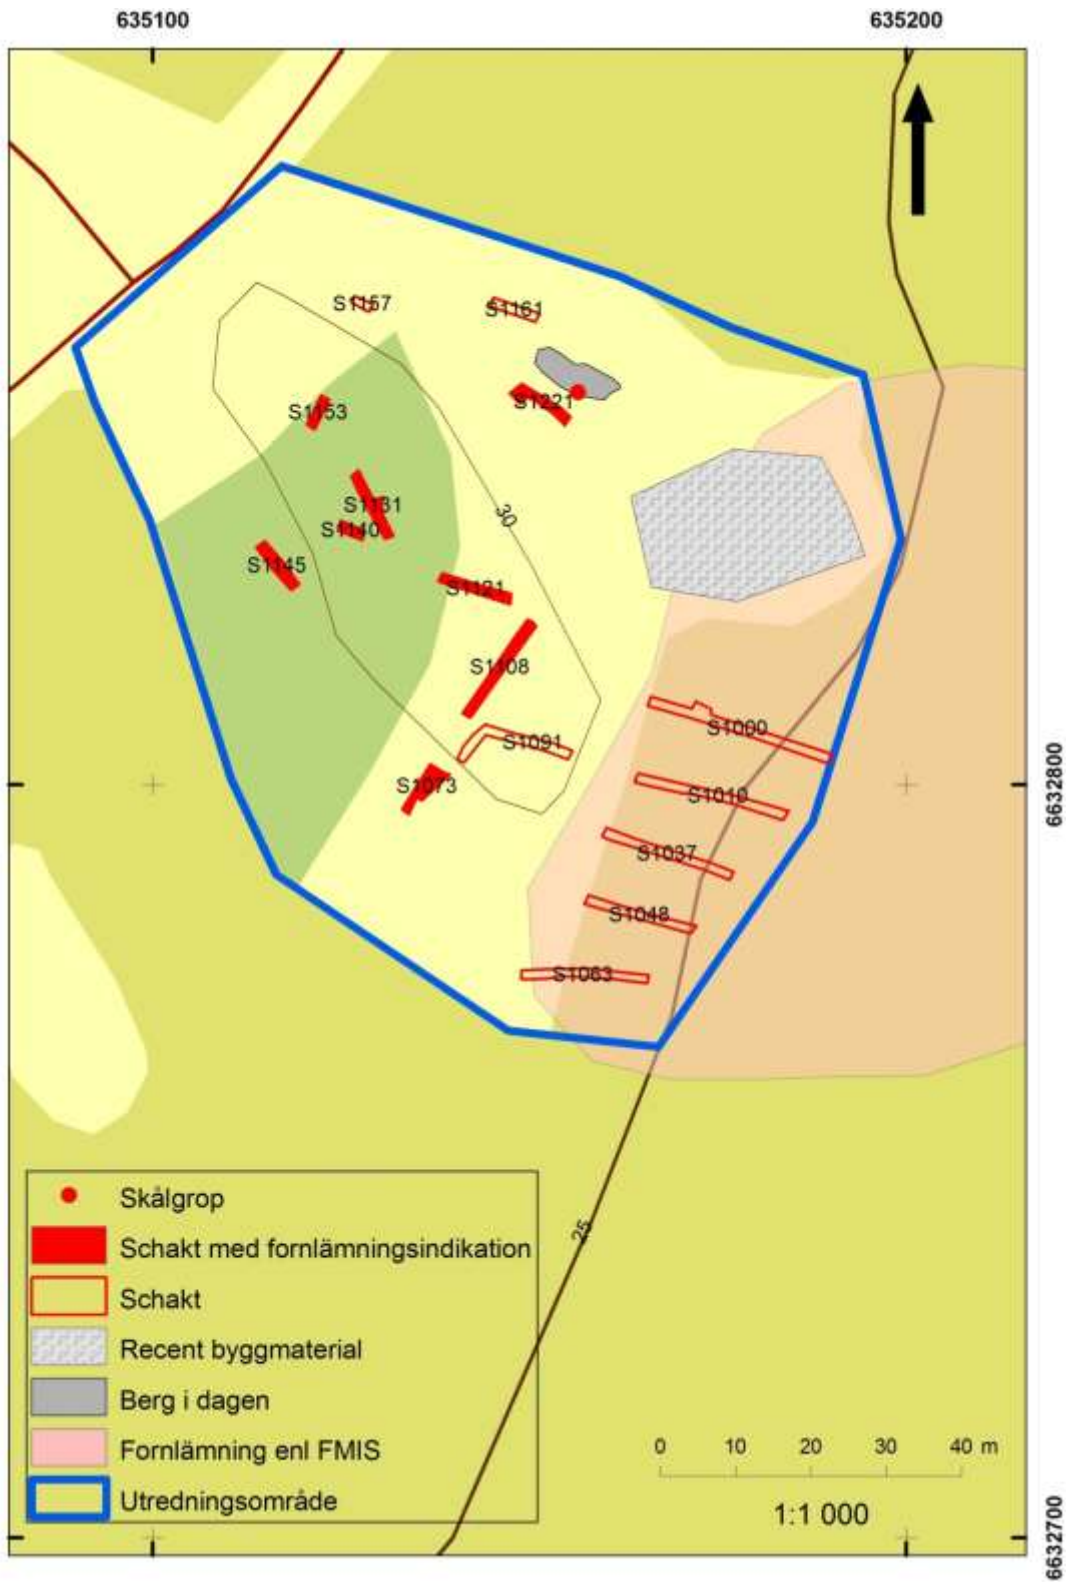 635100
635200
S1157
S1161
S1153
S1221
S1131
30
S1140
S1145
S1121
S1108
S1000
S1091
S1073
6632800
S1019
S1037
S1048
S1063
25
Skålgrop
Schakt med fornlämningsindikation
Schakt
Recent byggmaterial
Berg i dagen
Fornlämning enl FMIS
Utredningsområde
0 10 20 30 40 m
1:1 000
6632700